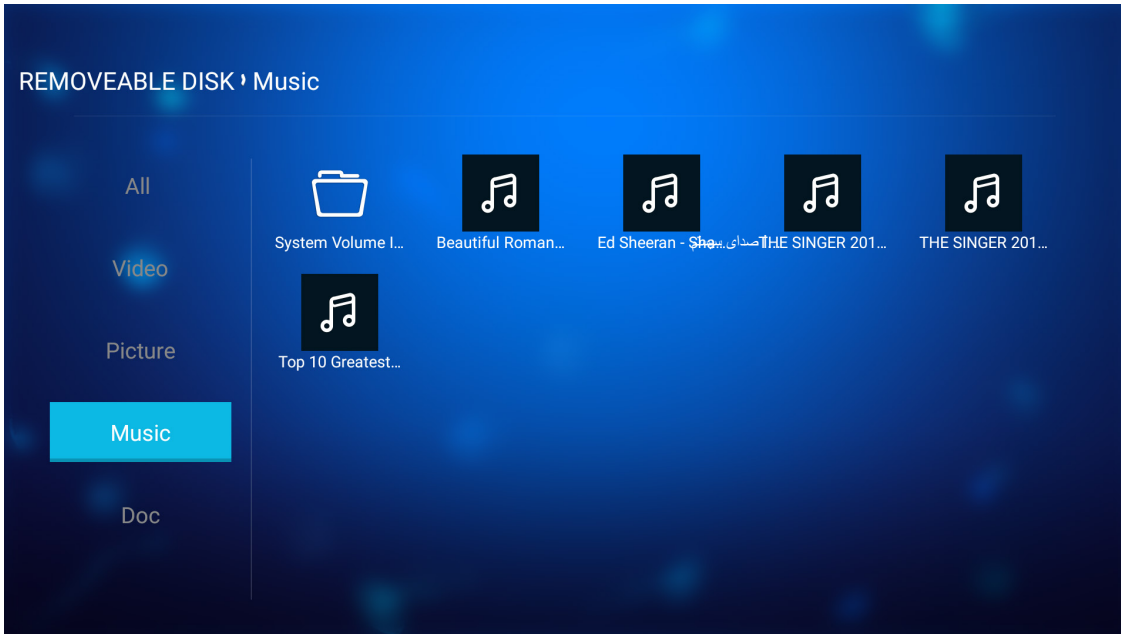 REMOVEABLE DISK › Music
All
Video
Picture
Music
Doc
System Volume I...
Beautiful Roman...
Ed Sheeran - Sha...
THE SINGER 201...
THE SINGER 201...
Top 10 Greatest...